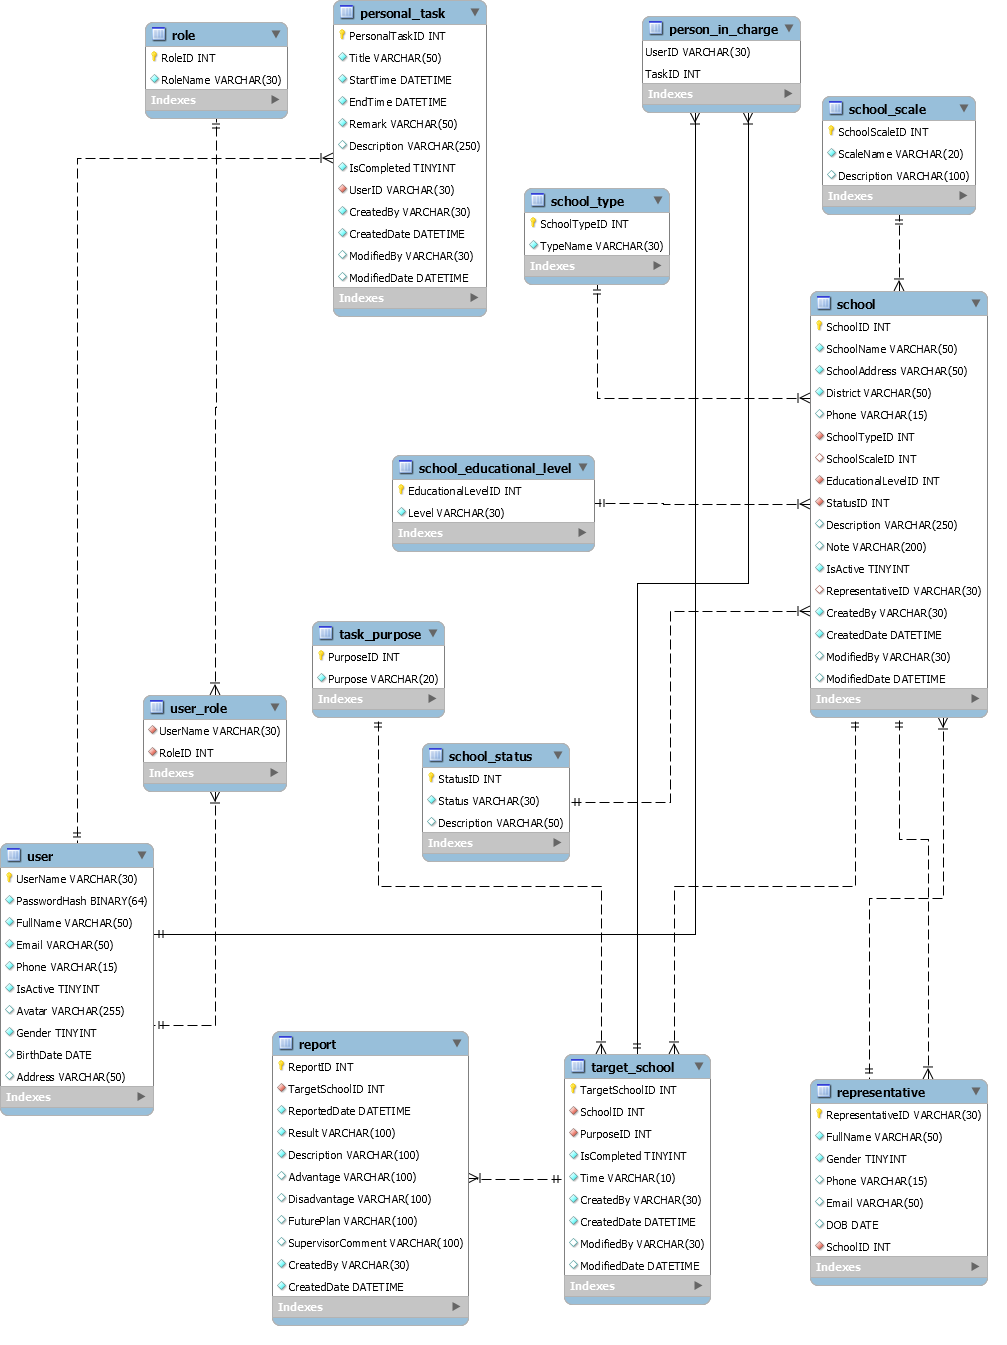 personal_task
PersonalTaskID INT
Title VARCHAR(50)
StartTime DATETIME
EndTime DATETIME
Remark VARCHAR(50)
Description VARCHAR(250)
IsCompleted TINYINT
UserID VARCHAR(30)
CreatedBy VARCHAR(30)
CreatedDate DATETIME
ModifiedBy VARCHAR(30)
ModifiedDate DATETIME
Indexes
role
RoleID INT
RoleName VARCHAR(30)
Indexes
person_in_charge
UserID VARCHAR(30)
TaskID INT
Indexes
school_scale
SchoolScaleID INT
ScaleName VARCHAR(20)
Description VARCHAR(100)
Indexes
school_type
SchoolTypeID INT
TypeName VARCHAR(30)
Indexes
school
SchoolID INT
SchoolName VARCHAR(50)
SchoolAddress VARCHAR(50)
District VARCHAR(50)
Phone VARCHAR(15)
SchoolTypeID INT
SchoolScaleID INT
EducationalLevelID INT
StatusID INT
Description VARCHAR(250)
Note VARCHAR(200)
IsActive TINYINT
RepresentativeID VARCHAR(30)
CreatedBy VARCHAR(30)
CreatedDate DATETIME
ModifiedBy VARCHAR(30)
ModifiedDate DATETIME
Indexes
school_educational_level
EducationalLevelID INT
Level VARCHAR(30)
Indexes
task_purpose
PurposeID INT
Purpose VARCHAR(20)
Indexes
user_role
UserName VARCHAR(30)
RoleID INT
Indexes
school_status
StatusID INT
Status VARCHAR(30)
Description VARCHAR(50)
Indexes
user
UserName VARCHAR(30)
PasswordHash BINARY(64)
FullName VARCHAR(50)
Email VARCHAR(50)
Phone VARCHAR(15)
IsActive TINYINT
Avatar VARCHAR(255)
Gender TINYINT
BirthDate DATE
Address VARCHAR(50)
Indexes
report
ReportID INT
TargetSchoolID INT
ReportedDate DATETIME
Result VARCHAR(100)
Description VARCHAR(100)
Advantage VARCHAR(100)
Disadvantage VARCHAR(100)
FuturePlan VARCHAR(100)
SupervisorComment VARCHAR(100)
CreatedBy VARCHAR(30)
CreatedDate DATETIME
Indexes
target_school
TargetSchoolID INT
SchoolID INT
PurposeID INT
IsCompleted TINYINT
Time VARCHAR(10)
CreatedBy VARCHAR(30)
CreatedDate DATETIME
ModifiedBy VARCHAR(30)
ModifiedDate DATETIME
Indexes
representative
RepresentativeID VARCHAR(30)
FullName VARCHAR(50)
Gender TINYINT
Phone VARCHAR(15)
Email VARCHAR(50)
DOB DATE
SchoolID INT
Indexes